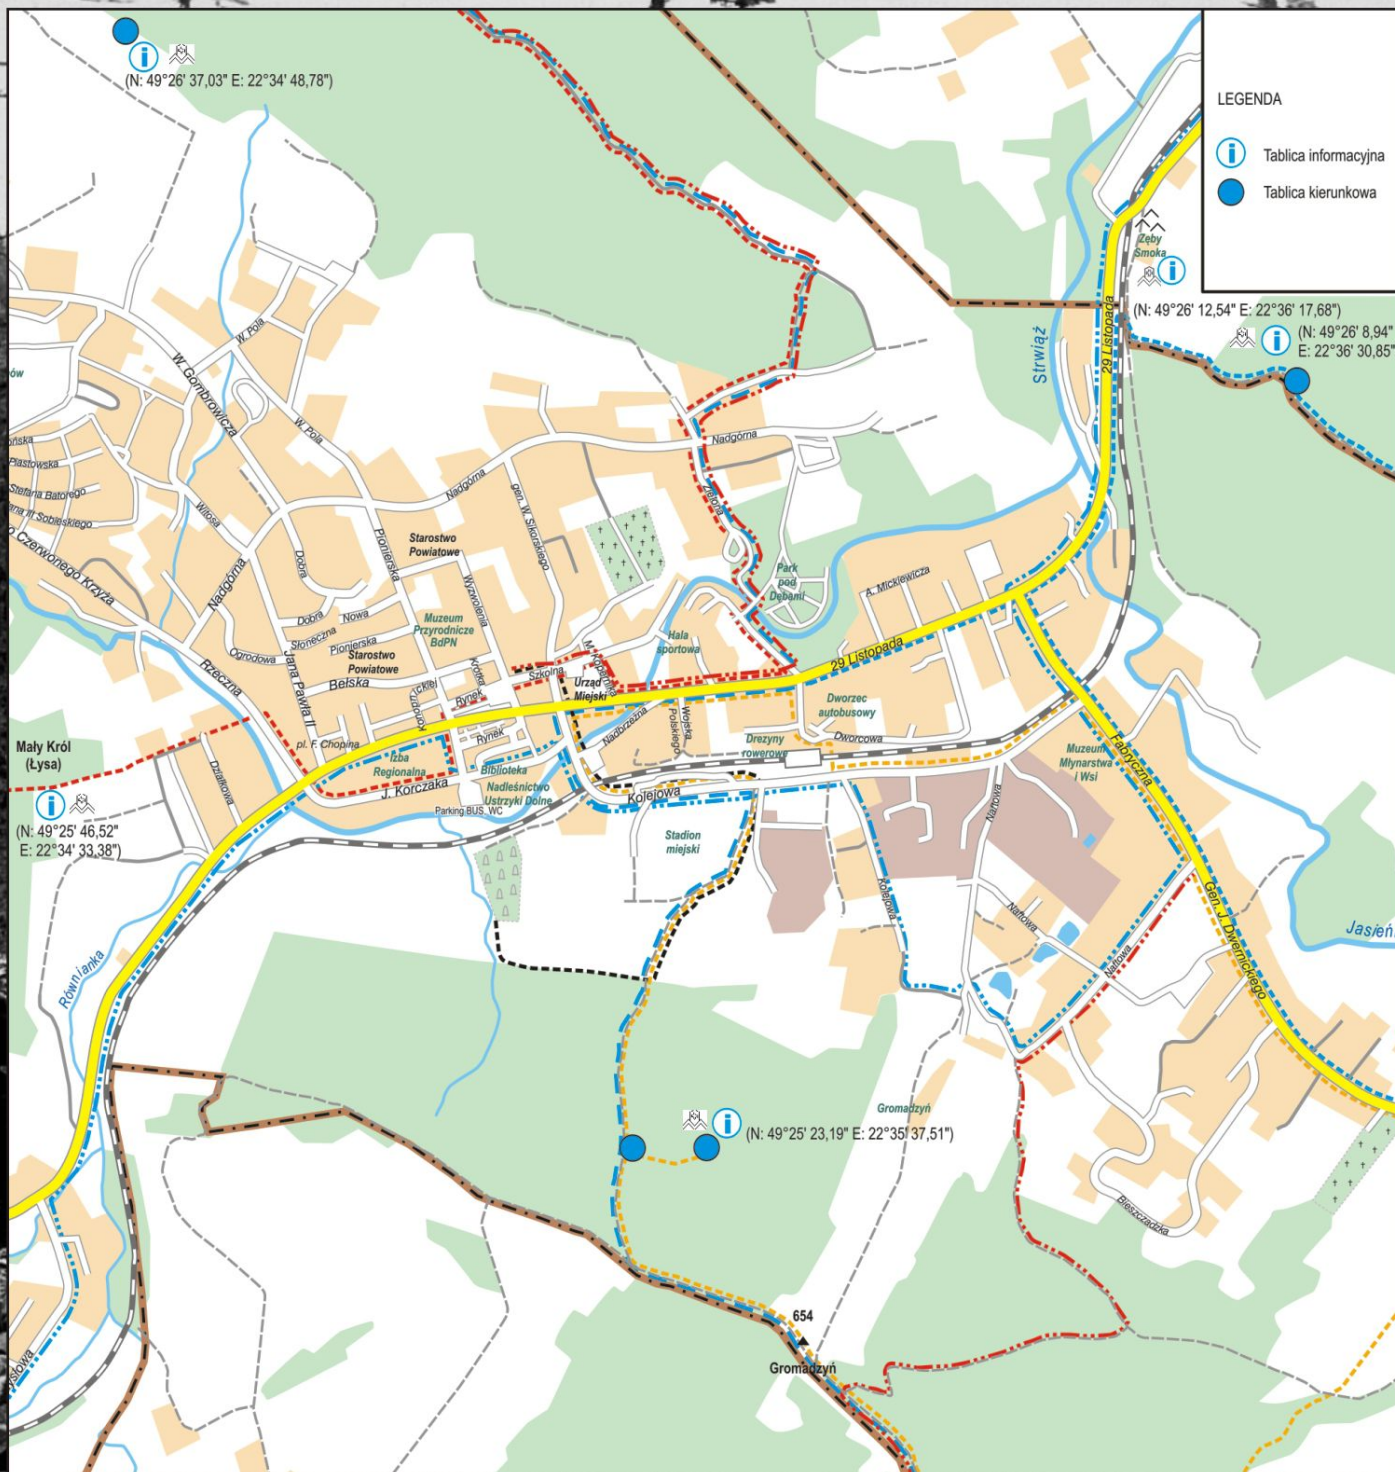 (N: 49°26' 37,03" E: 22°34' 48,78")
LEGENDA
Tablica informacyjna
Tablica kierunkowa
Strwiąż
29 Listopada
Zęby
Smoka
(N: 49°26' 12,54" E: 22°36' 17,68")
(N: 49°26' 8,94"
E: 22°36' 30,85"
W. Pola
W. Gombrowicza
W. Pola
Nadgórna
Nadgórna
Piastowska
Stefana Batorego
Witosa
gen. W. Sikorskiego
Zielona
Czerwonego Krzyża
Nadgórna
Dobra
Pionierska
Starostwo
Powiatowe
Wyzwolenia
Park
pod
Dębami
A. Mickiewicza
Dobra
Nowa
Słoneczna
Pionierska
Muzeum
Przyrodnicze
BdPN
Ogrodowa
Starostwo
Powiatowe
Hala
sportowa
M. Kopernika
29 Listopada
Rzeczna
Jana Pawła II
Bełska
Krótka
Szkolna
Urząd
Miejski
Rynek
Rynek
pl. F. Chopina
Nadbrzeżna
Wojska
Polskiego
Dworzec
autobusowy
Dworcowa
Drezyny
rowerowe
Mały Król
(Łysa)
Działkowa
Izba
Regionalna
Biblioteka
Nadleśnictwo
Ustrzyki Dolne
J. Korczaka
Parking BUS WC
Kolejowa
Muzeum
Młynarstwa
i Wsi
Fabryczna
(N: 49°25' 46,52"
E: 22°34' 33,38")
Stadion
miejski
Naftowa
Kolejowa
Naftowa
Naftowa
Gen. J. Dwernickiego
Równianka
Gromadzyń
(N: 49°25' 23,19" E: 22°35' 37,51")
Bieszczadzka
654
Gromadzyń